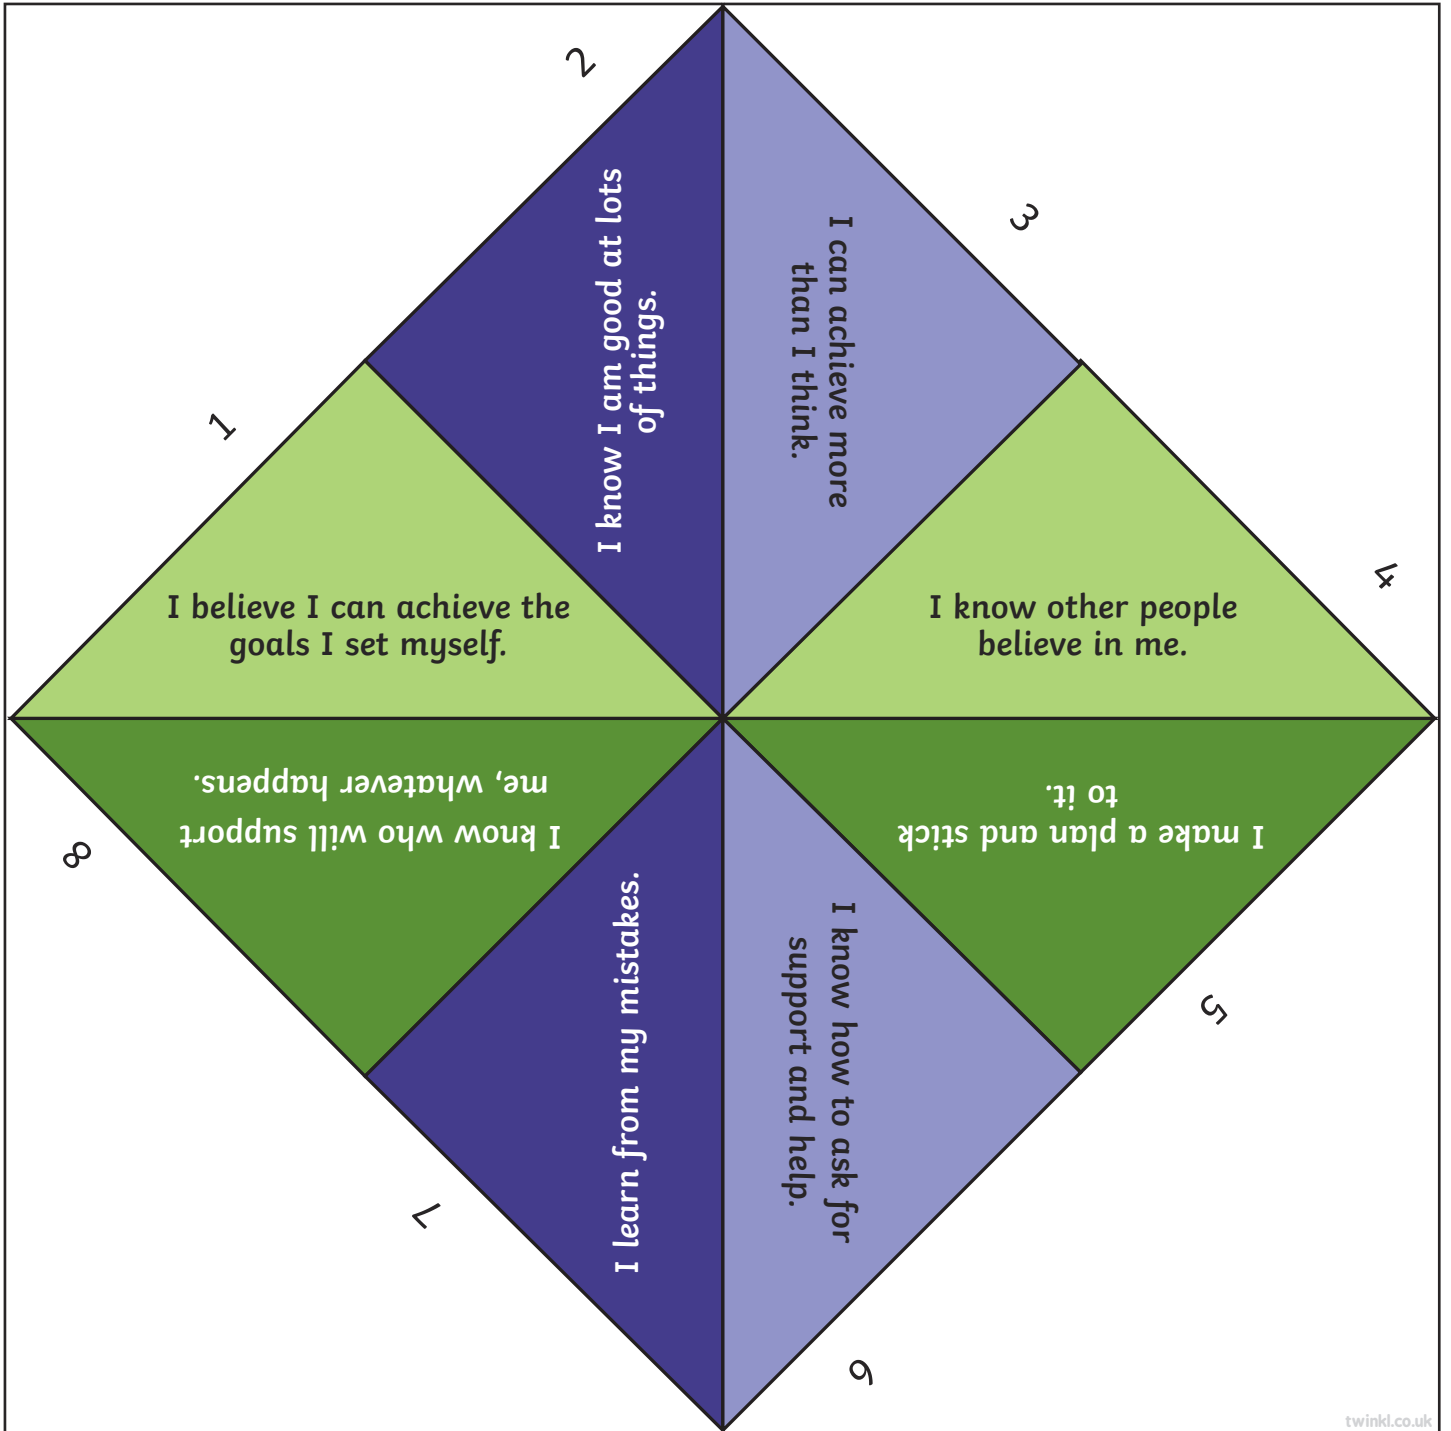 1
I believe I can achieve the
goals I set myself.
2
I know I am good at lots
of things.
3
I can achieve more
than I think.
4
I know other people
believe in me.
5
I make a plan and stick
to it.
6
I know how to ask for
support and help.
7
I learn from my mistakes.
8
I know who will support
me, whatever happens.
twinkl.co.uk